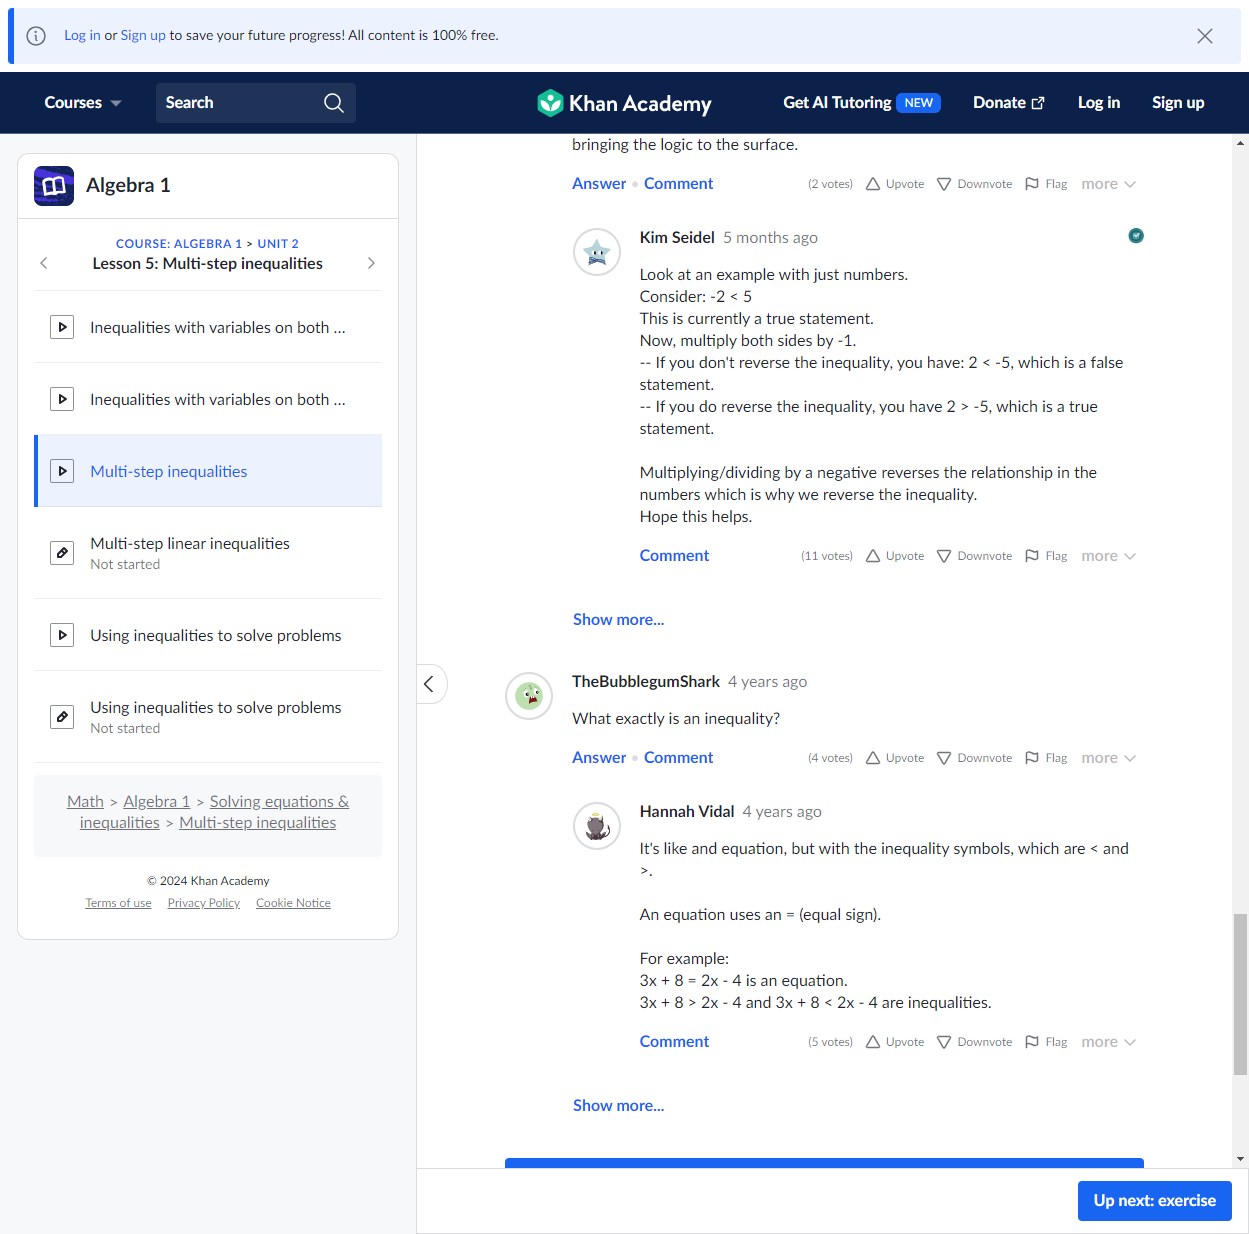 Log in or Sign up to save your future progress! All content is 100% free.
Courses
Search
Khan Academy
Get AI Tutoring NEW
Donate
Log in
Sign up
Algebra 1
COURSE: ALGEBRA 1 > UNIT 2
Lesson 5: Multi-step inequalities
Inequalities with variables on both ...
Inequalities with variables on both ...
Multi-step inequalities
Multi-step linear inequalities
Not started
Using inequalities to solve problems
Using inequalities to solve problems
Not started
Math > Algebra 1 > Solving equations &
inequalities > Multi-step inequalities
© 2024 Khan Academy
Terms of use Privacy Policy Cookie Notice
bringing the logic to the surface.
Answer • Comment (2 votes) Upvote Downvote Flag more
Kim Seidel 5 months ago
Look at an example with just numbers.
Consider: -2 < 5
This is currently a true statement.
Now, multiply both sides by -1.
-- If you don't reverse the inequality, you have: 2 < -5, which is a false
statement.
-- If you do reverse the inequality, you have 2 > -5, which is a true
statement.
Multiplying/dividing by a negative reverses the relationship in the
numbers which is why we reverse the inequality.
Hope this helps.
Comment (11 votes) Upvote Downvote Flag more
Show more...
TheBubblegumShark 4 years ago
What exactly is an inequality?
Answer • Comment (4 votes) Upvote Downvote Flag more
Hannah Vidal 4 years ago
It's like and equation, but with the inequality symbols, which are < and
>.
An equation uses an = (equal sign).
For example:
3x + 8 = 2x - 4 is an equation.
3x + 8 > 2x - 4 and 3x + 8 < 2x - 4 are inequalities.
Comment (5 votes) Upvote Downvote Flag more
Show more...
Up next: exercise